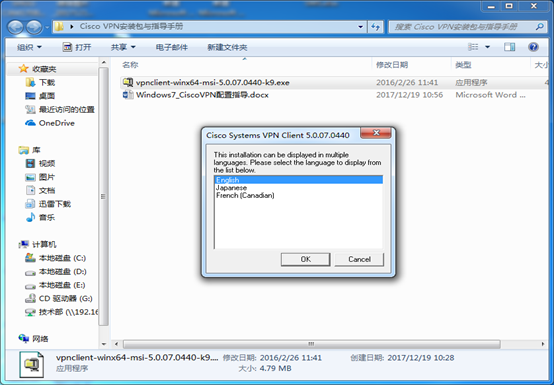 Cisco VPN安装包与指导手册
搜索 Cisco VPN安装包与指导手册
组织 打开 共享 电子邮件 新建文件夹
收藏夹
下载
桌面
最近访问的位置
OneDrive
库
视频
图片
文档
迅雷下载
音乐
计算机
本地磁盘 (C:)
本地磁盘 (D:)
本地磁盘 (E:)
CD 驱动器 (G:)
技术部 (\\192.16
网络
名称 修改日期 类型 大小
vpnclient-winx64-msi-5.0.07.0440-k9.exe 2016/2/26 11:41 应用程序 4
Windows7_CiscoVPN配置指导.docx 2017/12/19 10:56 Microsoft Word ...
Cisco Systems VPN Client 5.0.07.0440
This installation can be displayed in multiple
languages. Please select the language to display from
the list below.
English
Japanese
French (Canadian)
OK Cancel
vpnclient-winx64-msi-5.0.07.0440-k9.... 修改日期: 2016/2/26 11:41 创建日期: 2017/12/19 10:28
应用程序 大小: 4.79 MB